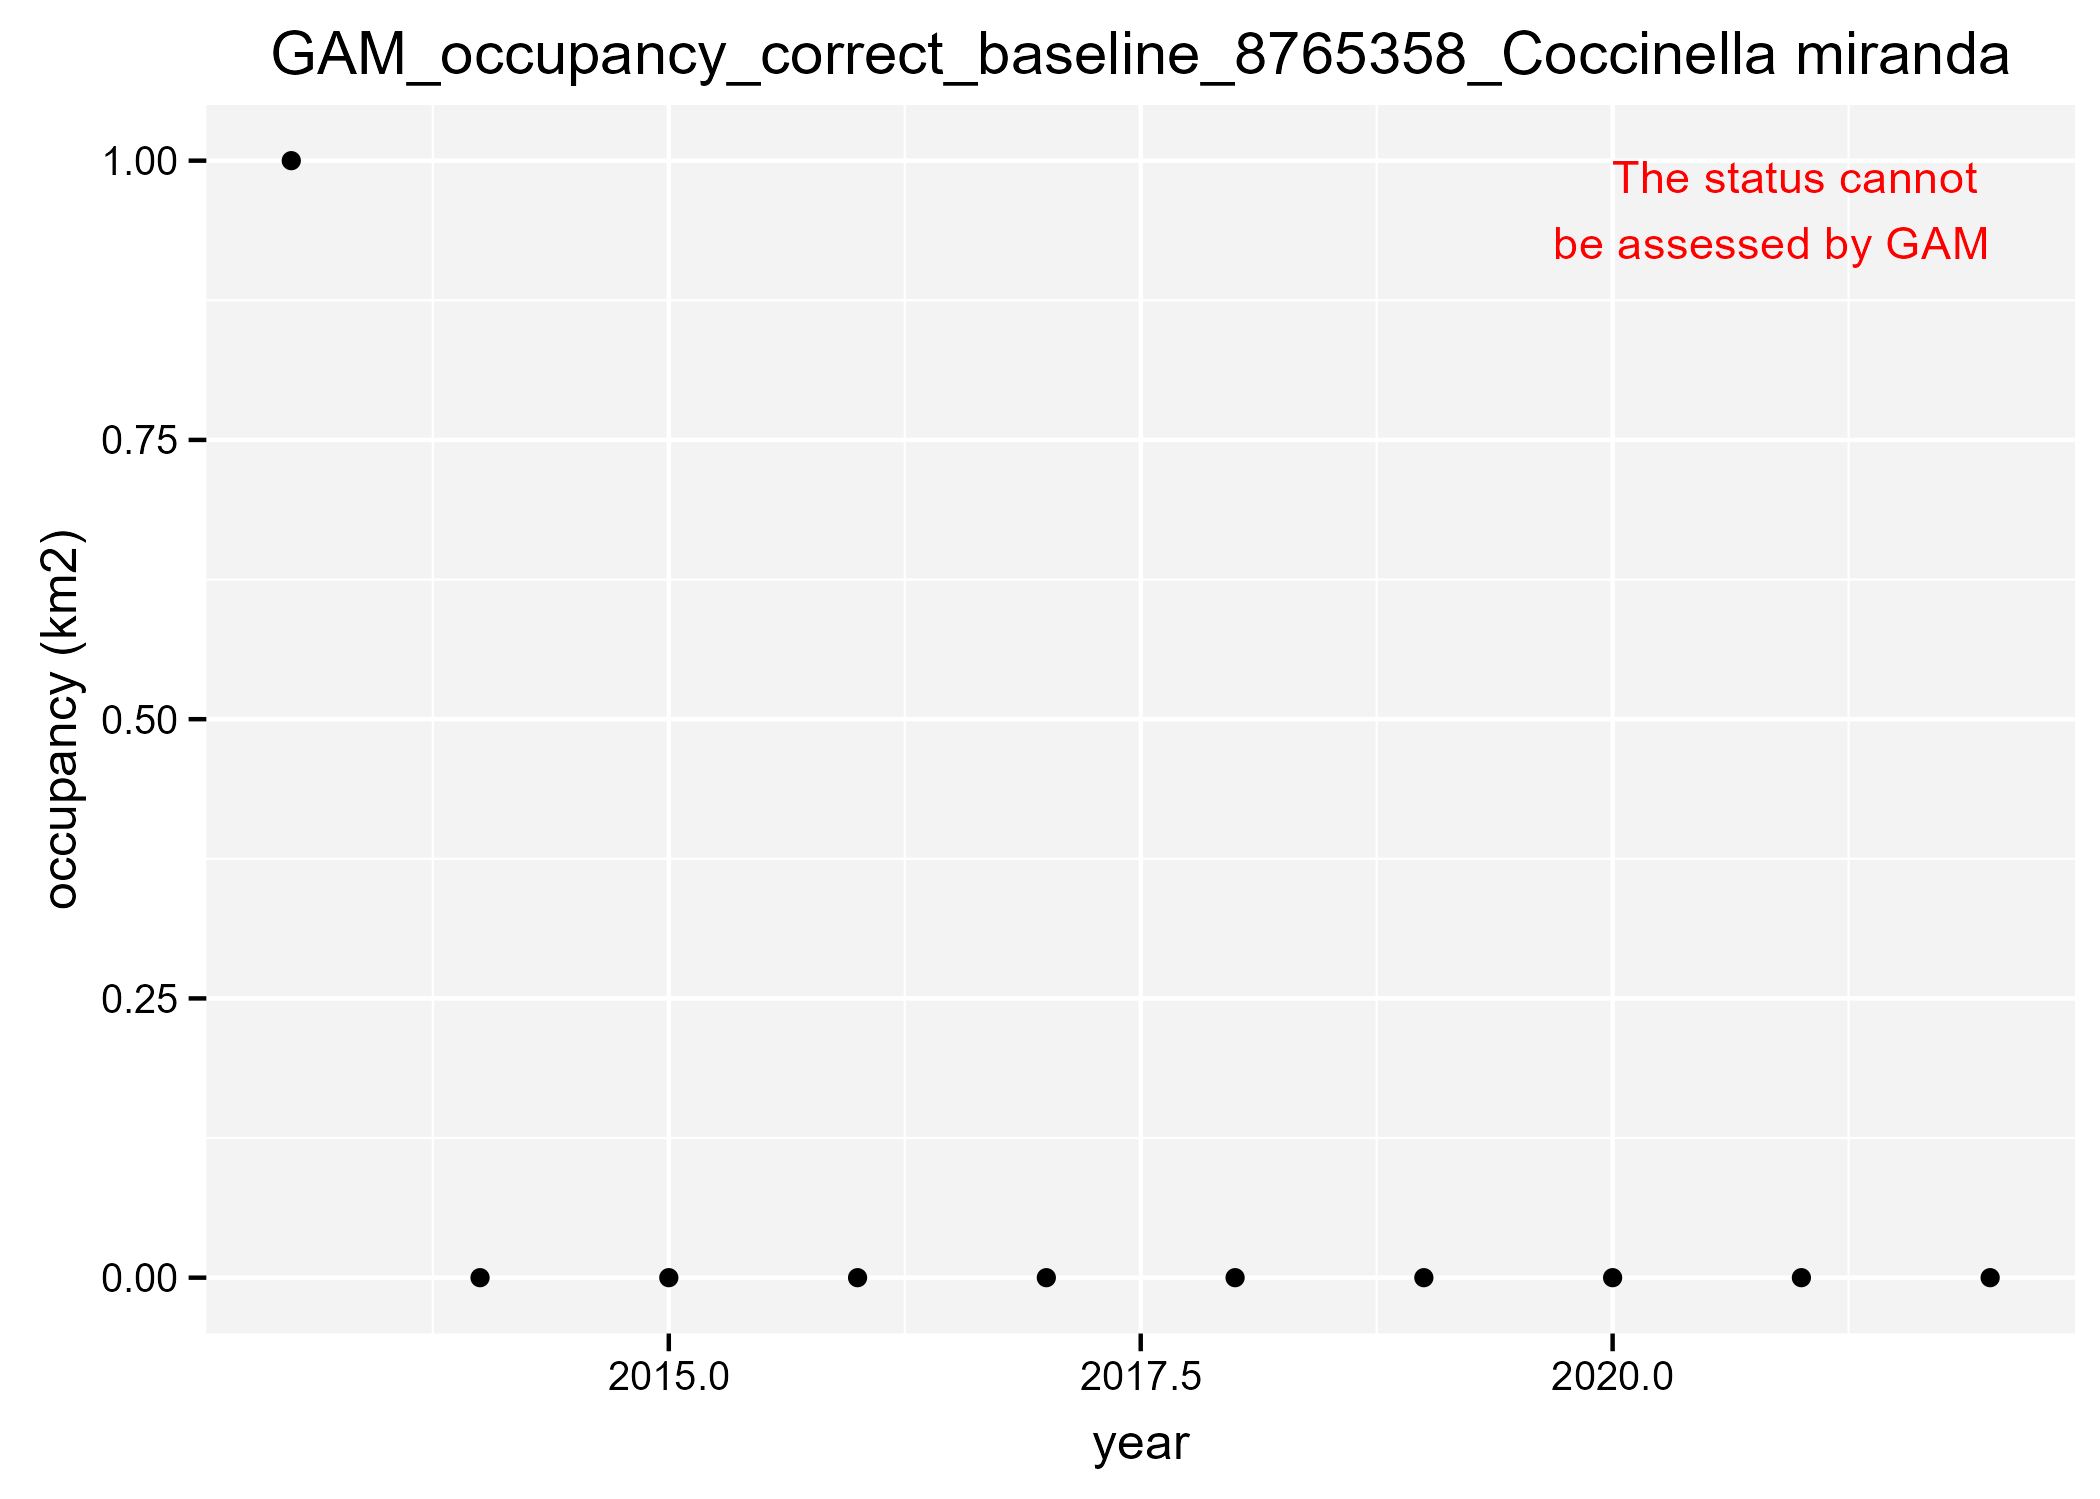 GAM_occupancy_correct_baseline_8765358_Coccinella miranda
The status cannot
be assessed by GAM
occupancy (km2)
1.00
0.75
0.50
0.25
0.00
2015.0
2017.5
2020.0
year